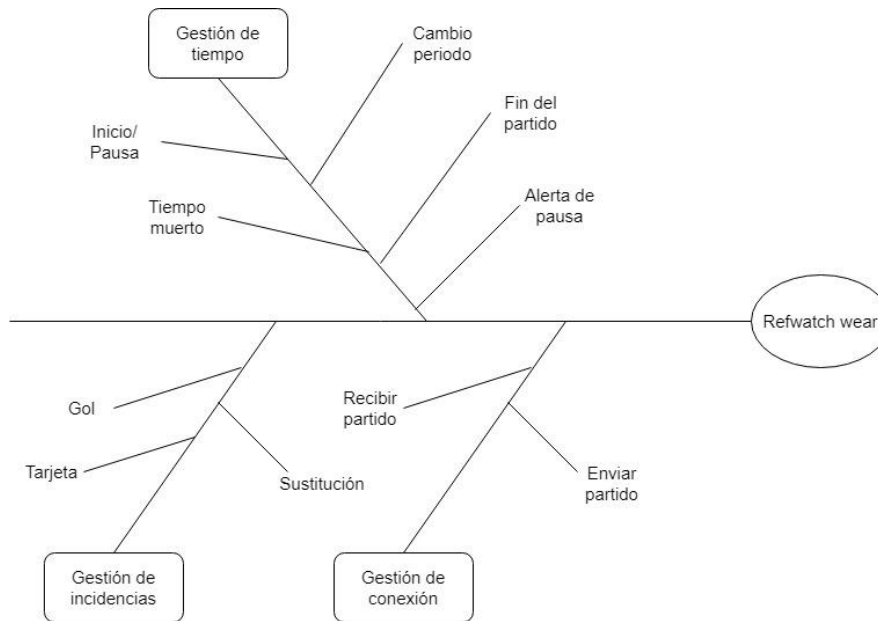 Gestión de
tiempo
Cambio
periodo
Fin del
partido
Inicio/
Pausa
Alerta de
pausa
Tiempo
muerto
Refwatch wear
Gol
Recibir
partido
Tarjeta
Sustitución
Enviar
partido
Gestión de
incidencias
Gestión de
conexión